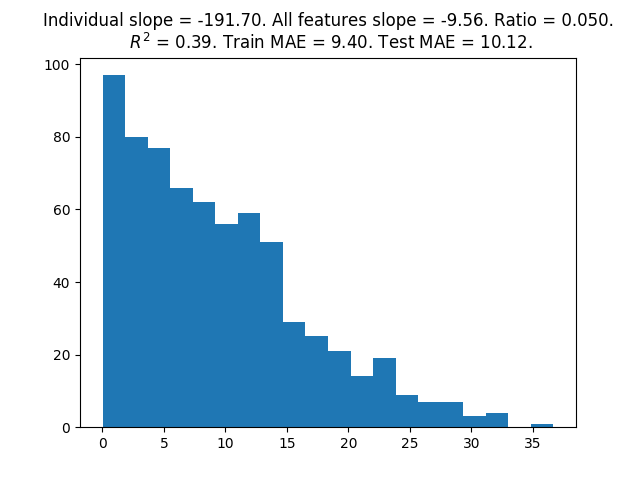 Individual slope = -191.70. All features slope = -9.56. Ratio = 0.050.
R² = 0.39. Train MAE = 9.40. Test MAE = 10.12.
100
80
60
40
20
0
0 5 10 15 20 25 30 35